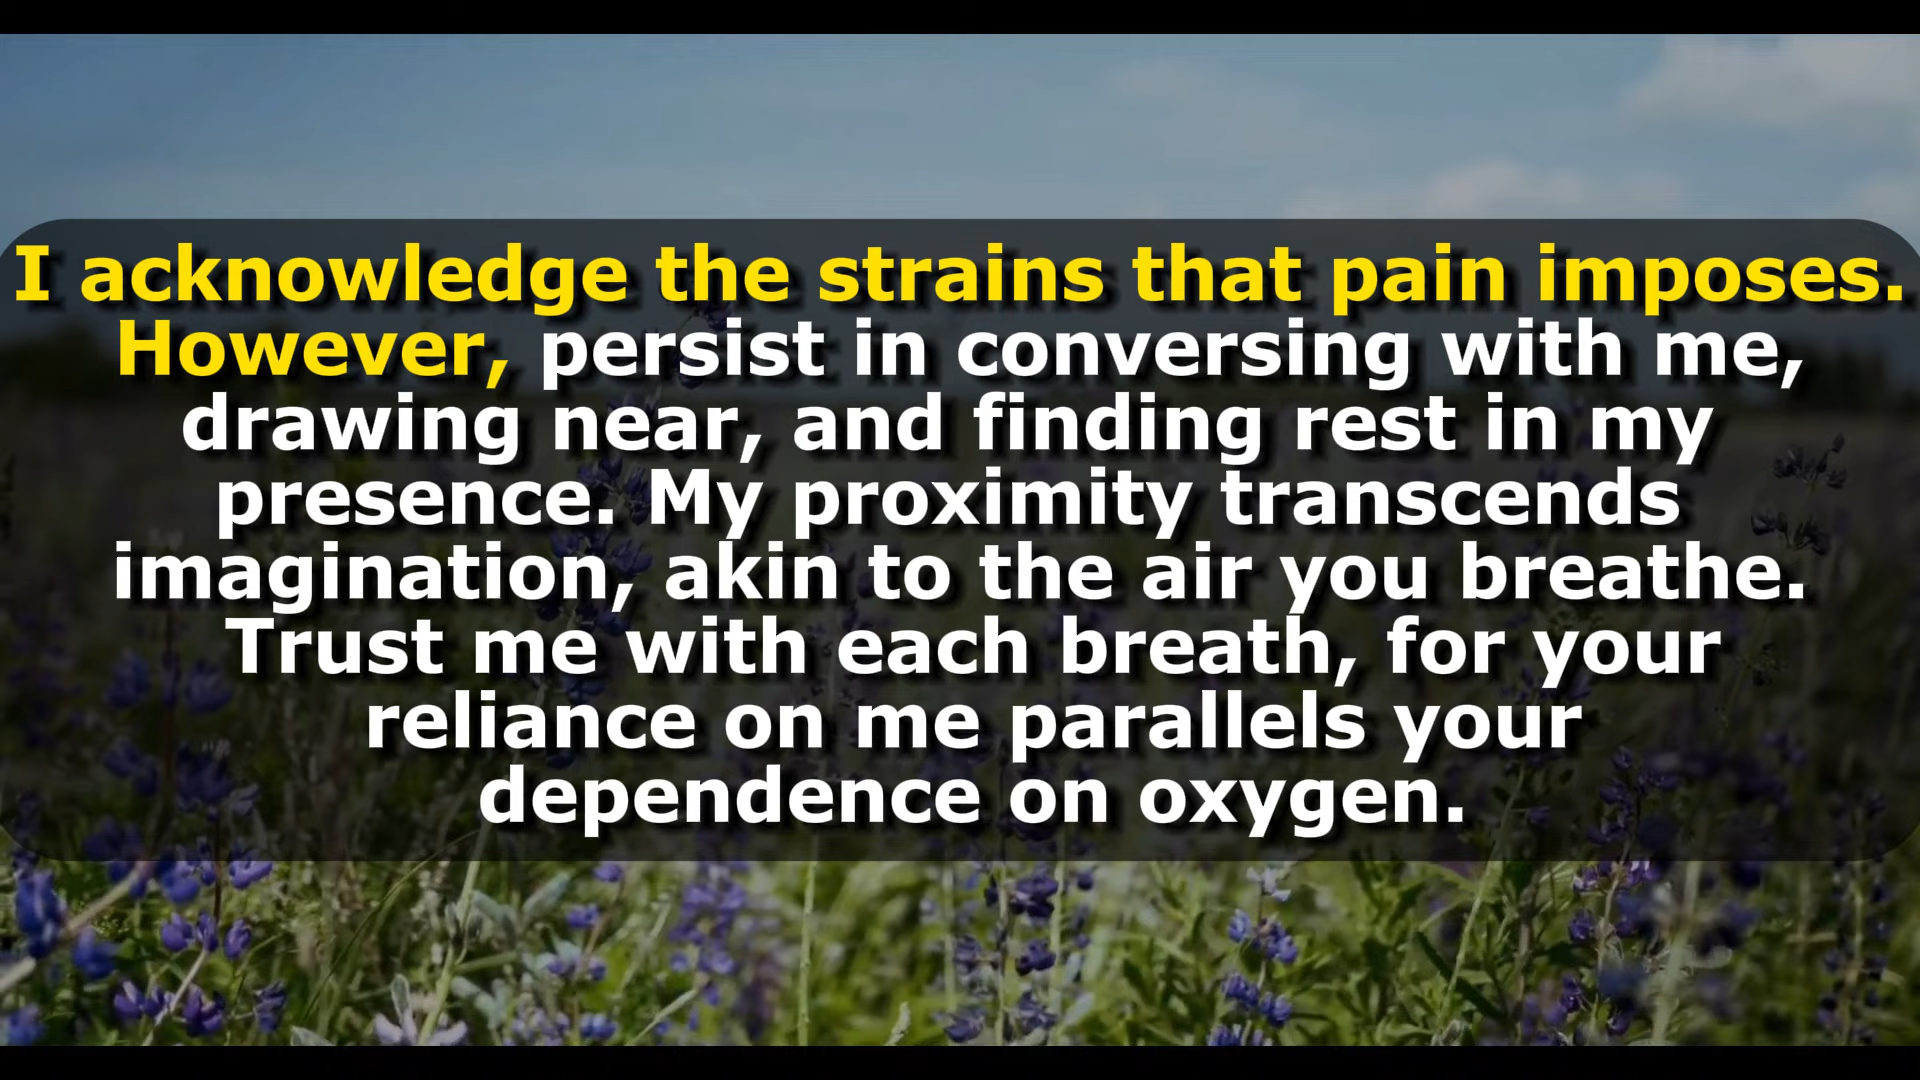 I acknowledge the strains that pain imposes.
However, persist in conversing with me,
drawing near, and finding rest in my
presence. My proximity transcends
imagination, akin to the air you breathe.
Trust me with each breath, for your
reliance on me parallels your
dependence on oxygen.